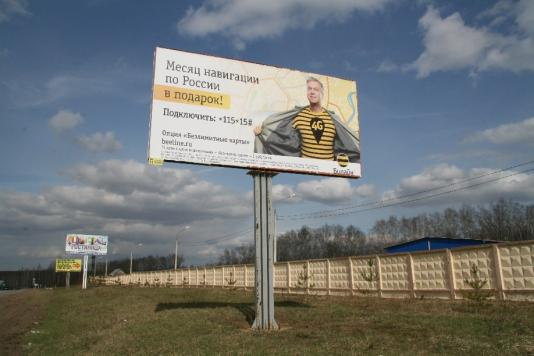 Месяц навигации
по России
в подарок!
Подключить: *115*15#
Опция «Безлимитные карты»
beeline.ru
4G
Билайн